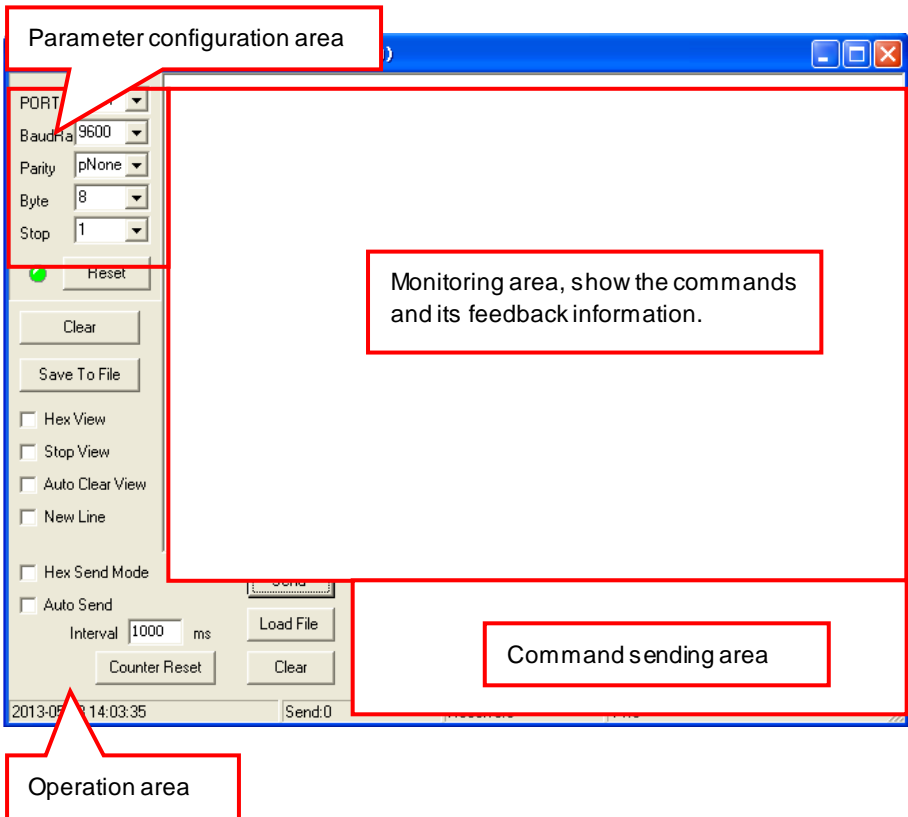 Parameter configuration area
PORT
9600
Parity pNone
Byte 8
Stop 1
Reset
Monitoring area, show the commands
and its feedback information.
Clear
Save To File
Hex View
Stop View
Auto Clear View
New Line
Hex Send Mode
Send
Auto Send
Interval 1000 ms
Load File
Command sending area
Counter Reset
Clear
14:03:35
Send:0
Operation area